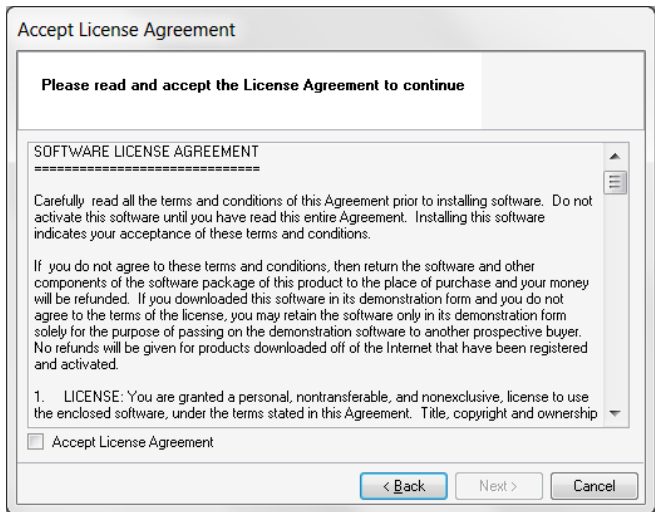 Accept License Agreement
Please read and accept the License Agreement to continue
SOFTWARE LICENSE AGREEMENT
==============================
Carefully  read all the terms and conditions of this Agreement prior to installing software.  Do not
activate this software until you have read this entire Agreement.  Installing this software
indicates your acceptance of these terms and conditions.
If  you do not agree to these terms and conditions, then return the software and other
components of the software package of this product to the place of purchase and your money
will be refunded.  If you downloaded this software in its demonstration form and you do not
agree to the terms of the license, you may retain the software only in its demonstration form
solely for the purpose of passing on the demonstration software to another prospective buyer.
No refunds will be given for products downloaded off of the Internet that have been registered
and activated.
1.    LICENSE: You are granted a personal, nontransferable, and nonexclusive, license to use
the enclosed software, under the terms stated in this Agreement.  Title, copyright and ownership
Accept License Agreement
< Back
Next >
Cancel